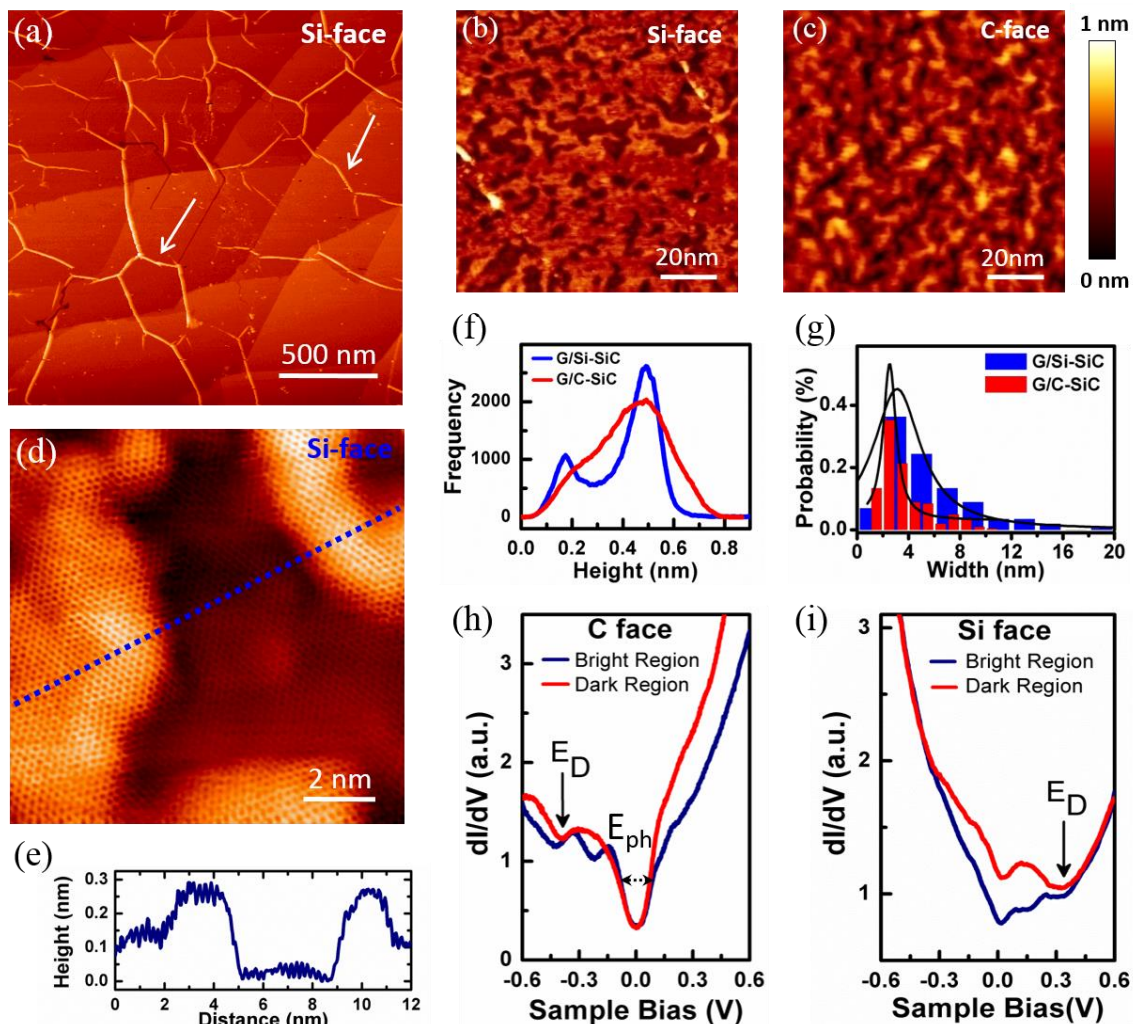 (a)
Si-face
500 nm
(b)
Si-face
20nm
(c)
C-face
20nm
1 nm
0 nm
(d)
Si-face
2 nm
(e)
Height (nm)
0.3
0.2
0.1
0.0
0 2 4 6 8 10 12
Distance (nm)
(f)
G/Si-SiC
G/C-SiC
Frequency
2000
1000
0
0.0 0.2 0.4 0.6 0.8
Height (nm)
(g)
G/Si-SiC
G/C-SiC
Probability (%)
0.4
0.2
0.0
0 4 8 12 16 20
Width (nm)
(h)
C face
Bright Region
Dark Region
dI/dV (a.u.)
3
2
1
0
E_D
E_ph
-0.6 -0.3 0.0 0.3 0.6
Sample Bias (V)
(i)
Si face
Bright Region
Dark Region
dI/dV (a.u.)
3
2
1
E_D
-0.6 -0.3 0.0 0.3 0.6
Sample Bias(V)